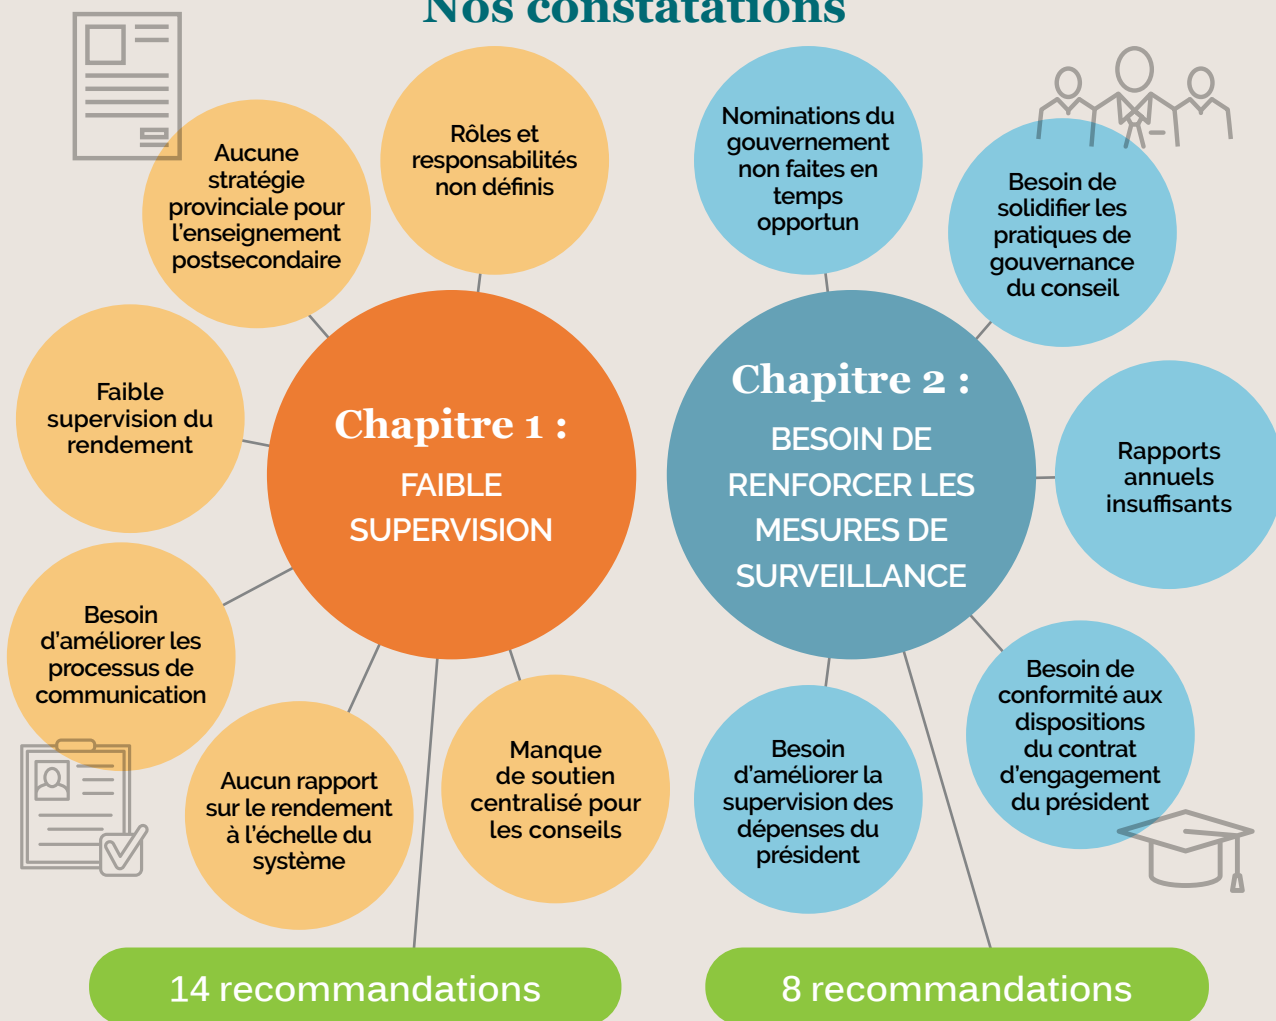 Nos constatations
Rôles et
responsabilités
non définis
Aucune
stratégie
provinciale pour
l'enseignement
postsecondaire
Faible
supervision du
rendement
Besoin
d'améliorer les
processus de
communication
Aucun rapport
sur le rendement
à l'échelle du
système
Manque
de soutien
centralisé pour
les conseils
Chapitre 1 :
FAIBLE
SUPERVISION
14 recommandations
Nominations du
gouvernement
non faites en
temps
opportun
Besoin de
solidifier les
pratiques de
gouvernance
du conseil
Rapports
annuels
insuffisants
Besoin de
conformité aux
dispositions
du contrat
d'engagement
du président
Besoin
d'améliorer la
supervision des
dépenses du
président
Chapitre 2 :
BESOIN DE
RENFORCER LES
MESURES DE
SURVEILLANCE
8 recommandations